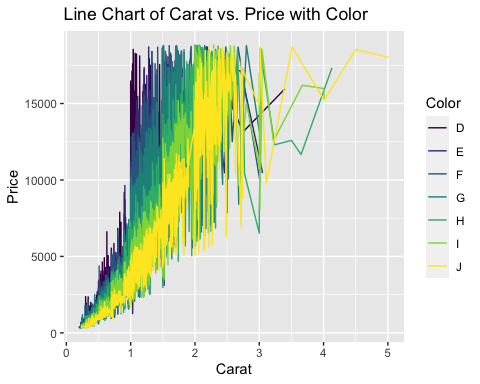 Line Chart of Carat vs. Price with Color
15000
10000
5000
0
Price
0 1 2 3 4 5
Carat
Color
D
E
F
G
H
I
J